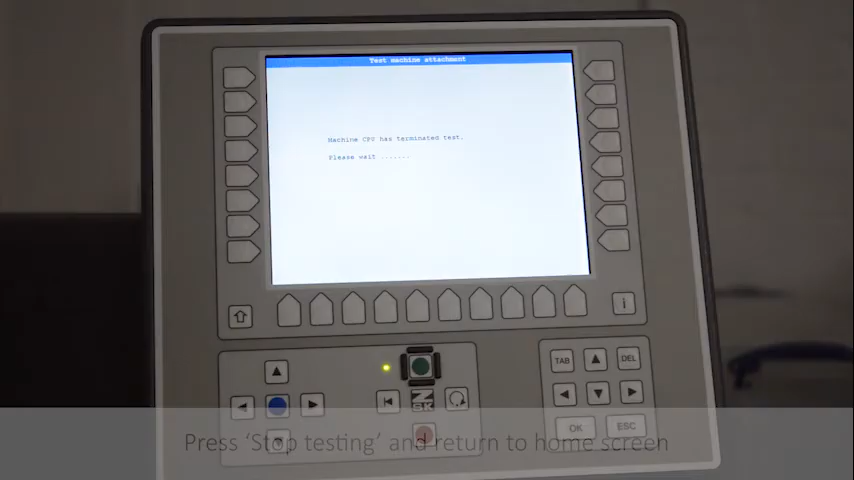 Test machine attachment
Machine CPU has terminated test.
Please wait .......
i
TAB
DEL
OK
ESC
Press 'Stop testing' and return to home screen